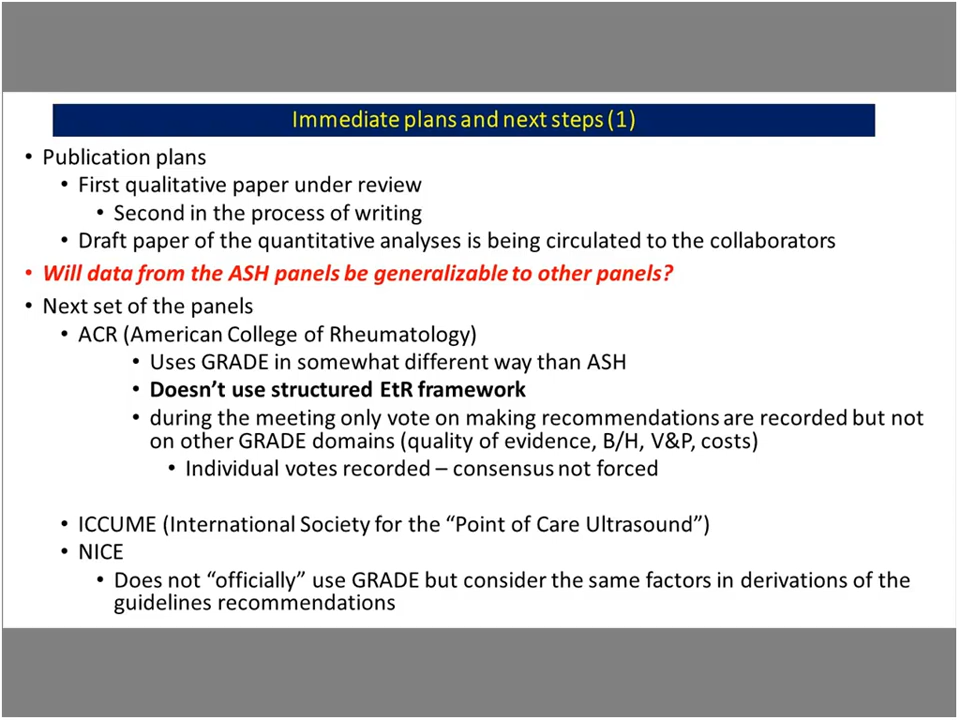 Immediate plans and next steps (1)
• Publication plans
• First qualitative paper under review
• Second in the process of writing
• Draft paper of the quantitative analyses is being circulated to the collaborators
• Will data from the ASH panels be generalizable to other panels?
• Next set of the panels
• ACR (American College of Rheumatology)
• Uses GRADE in somewhat different way than ASH
• Doesn’t use structured EtR framework
• during the meeting only vote on making recommendations are recorded but not
on other GRADE domains (quality of evidence, B/H, V&P, costs)
• Individual votes recorded – consensus not forced
• ICCUME (International Society for the “Point of Care Ultrasound”)
• NICE
• Does not “officially” use GRADE but consider the same factors in derivations of the
guidelines recommendations